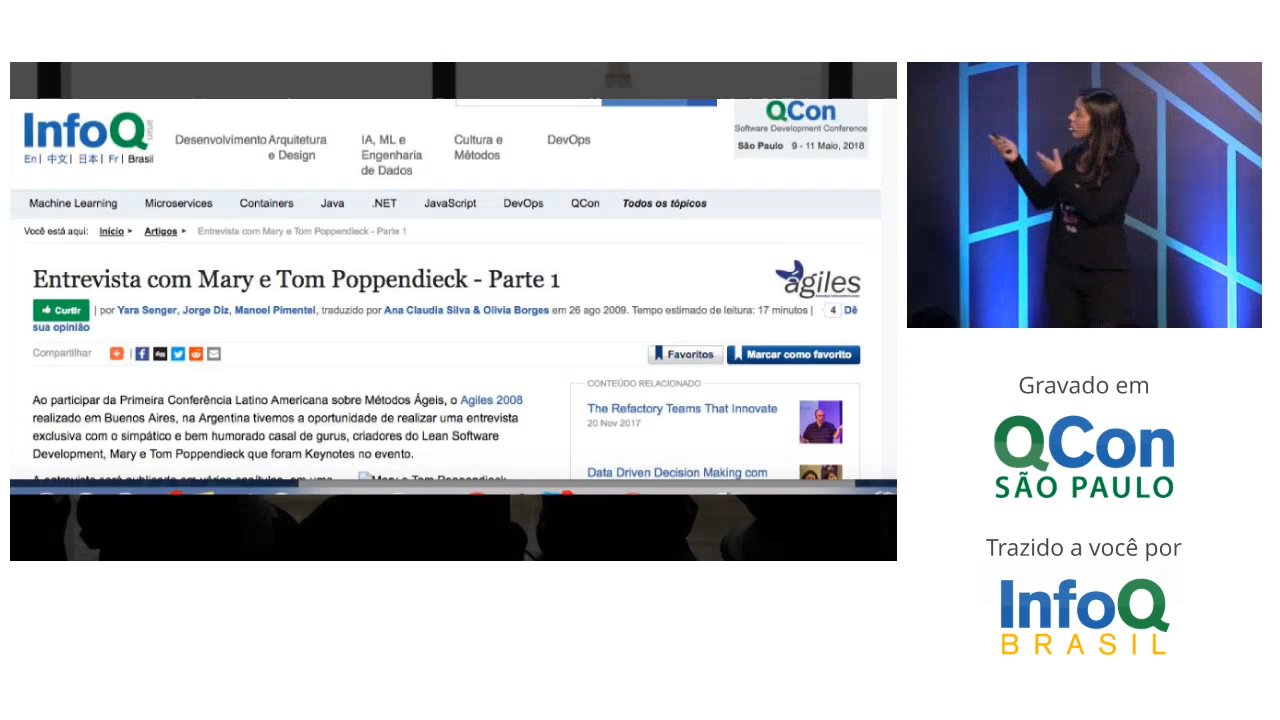 InfoQ
En | 中文 | 日本 | Fr | Brasil
Desenvolvimento
Arquitetura e Design
IA, ML e Engenharia de Dados
Cultura e Métodos
DevOps
QCon
Software Development Conference
São Paulo 9 - 11 Maio, 2018
Machine Learning Microservices Containers Java .NET JavaScript DevOps QCon Todos os tópicos
Você está aqui: Início Artigos Entrevista com Mary e Tom Poppendieck - Parte 1
Entrevista com Mary e Tom Poppendieck - Parte 1
agiles
Curtir | por Yara Senger, Jorge Diz, Manoel Pimentel, traduzido por Ana Claudia Silva & Olivia Borges em 26 ago 2009. Tempo estimado de leitura: 17 minutos | 4 Dê
sua opinião
Compartilhar
Favoritos
Marcar como favorito
Ao participar da Primeira Conferência Latino Americana sobre Métodos Ágeis, o Agiles 2008
realizado em Buenos Aires, na Argentina tivemos a oportunidade de realizar uma entrevista
exclusiva com o simpático e bem humorado casal de gurus, criadores do Lean Software
Development, Mary e Tom Poppendieck que foram Keynotes no evento.
CONTEÚDO RELACIONADO
The Refactory Teams That Innovate
20 Nov 2017
Data Driven Decision Making com
Gravado em
QCon
SÃO PAULO
Trazido a você por
InfoQ
BRASIL